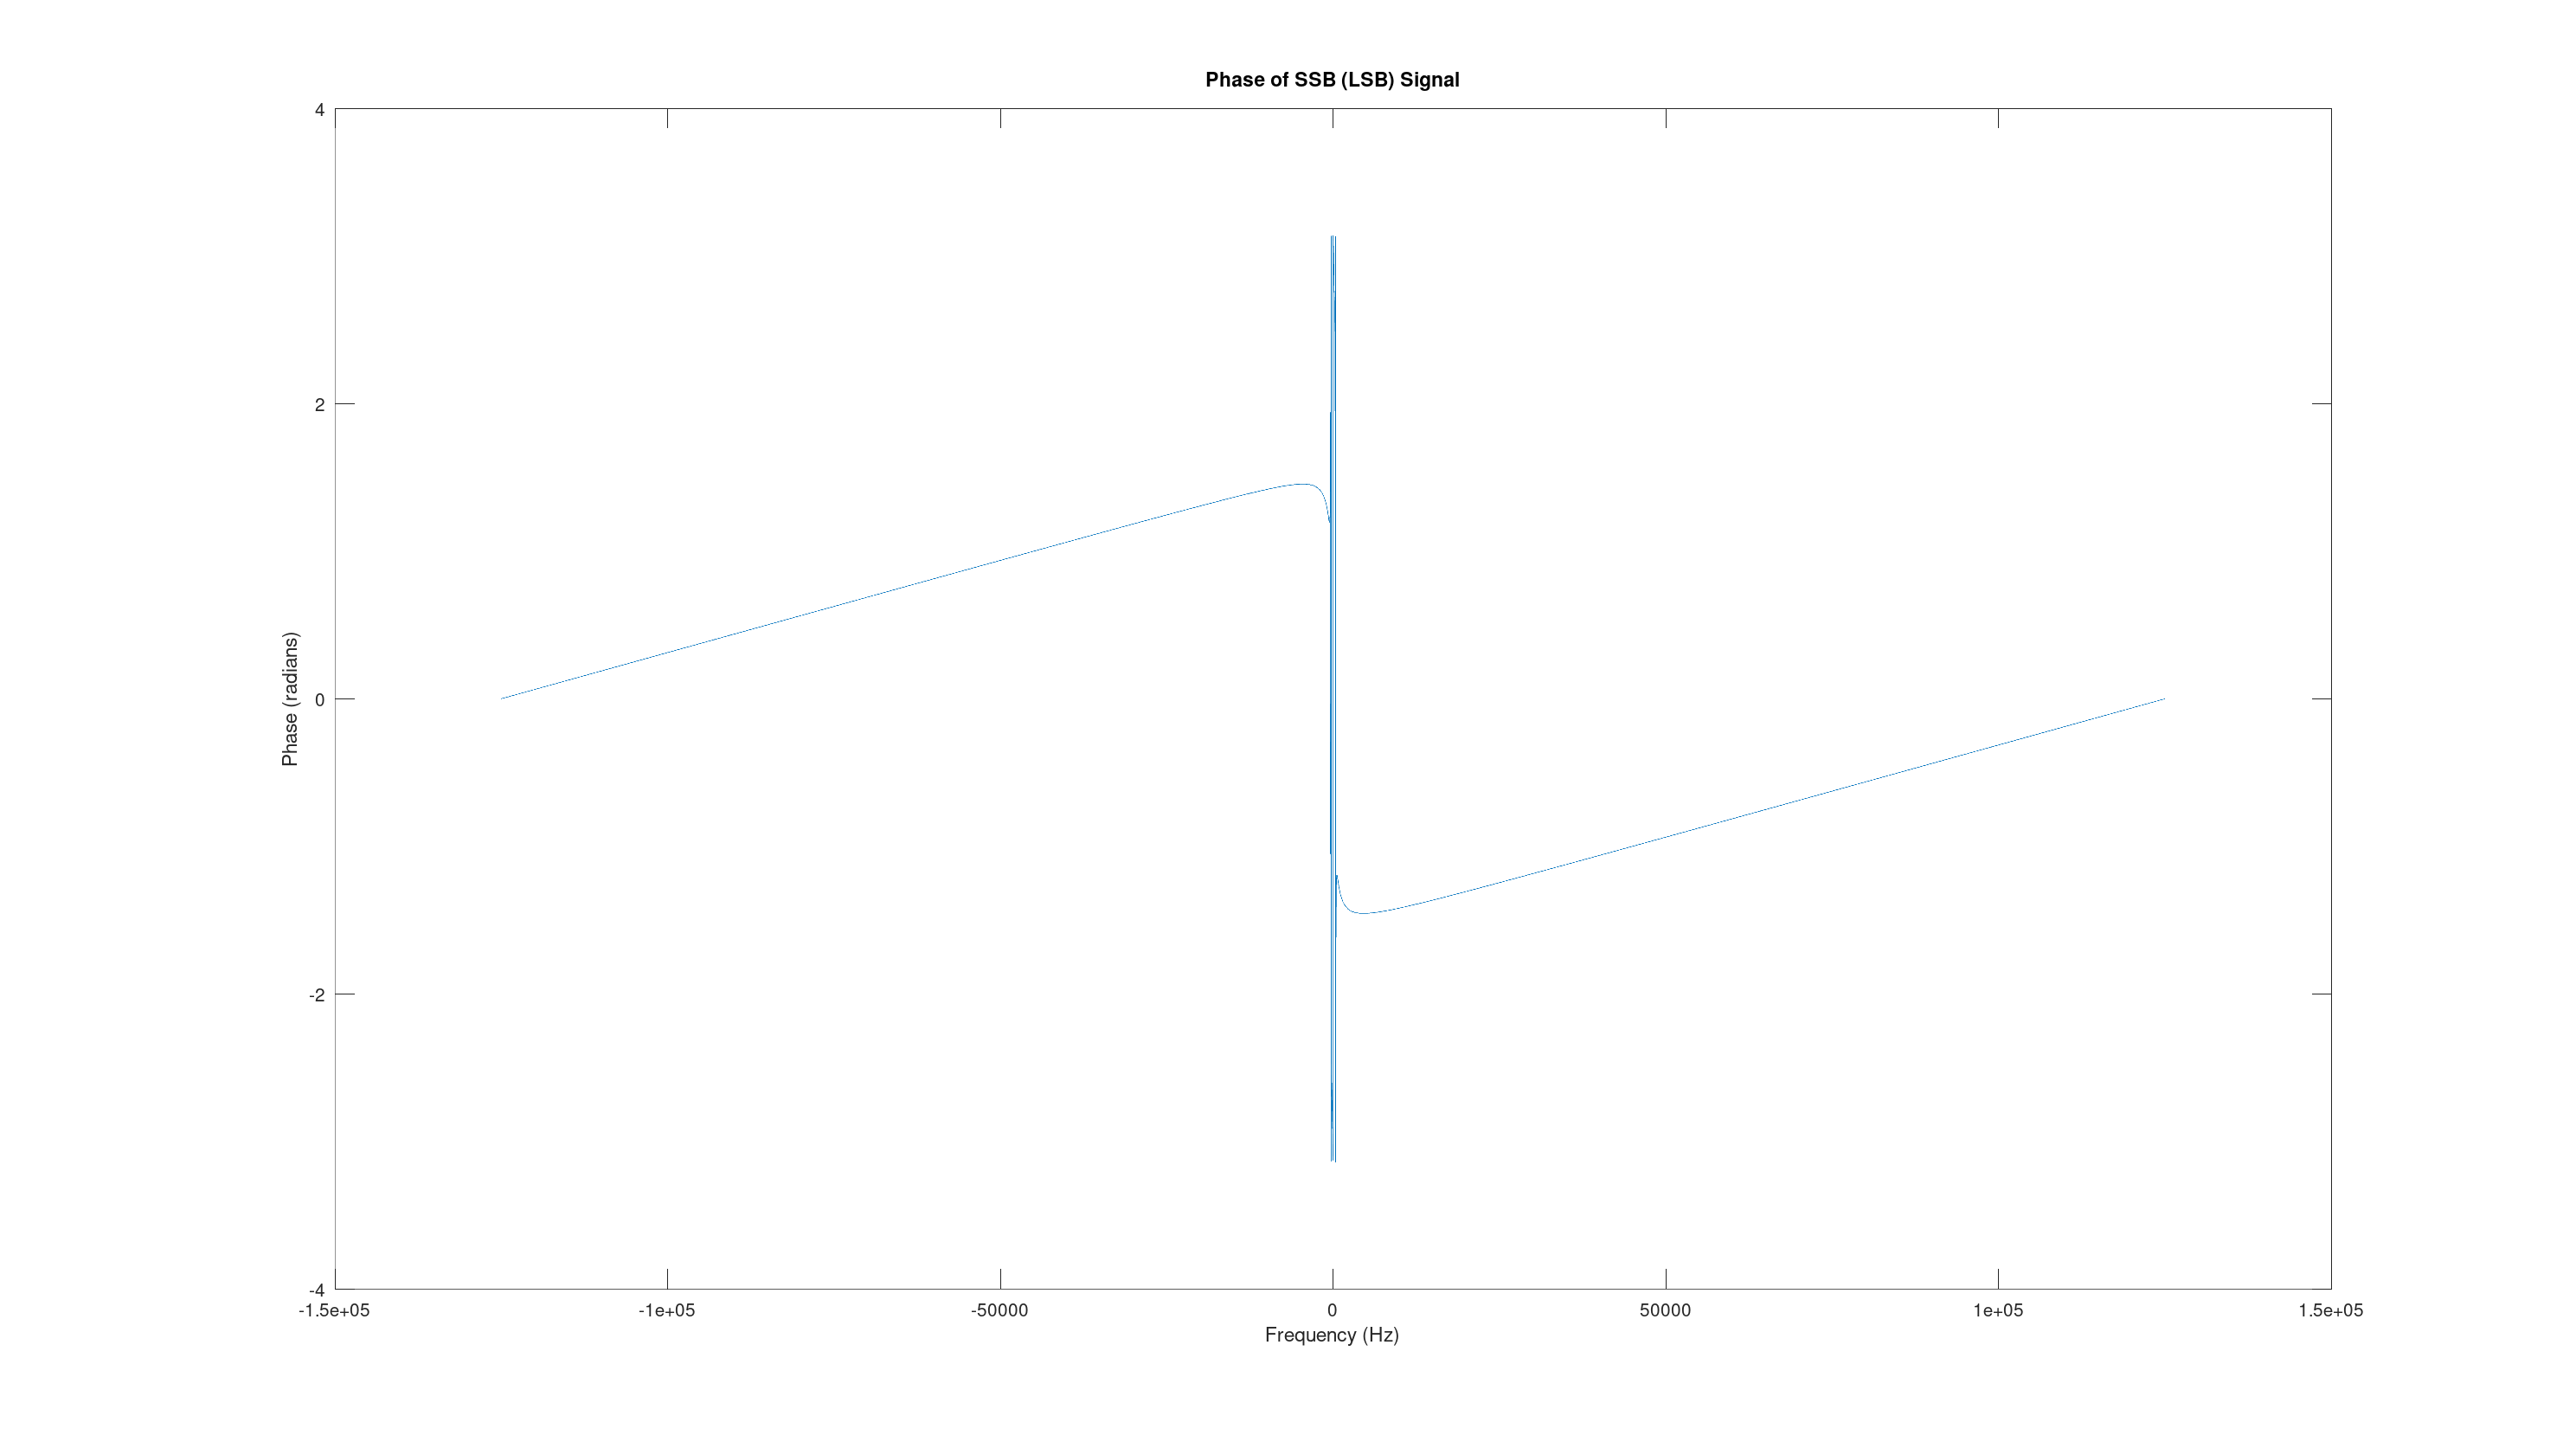 Phase of SSB (LSB) Signal
4
2
0
-2
-4
Phase (radians)
-1.5e+05 -1e+05 -50000 0 50000 1e+05 1.5e+05
Frequency (Hz)